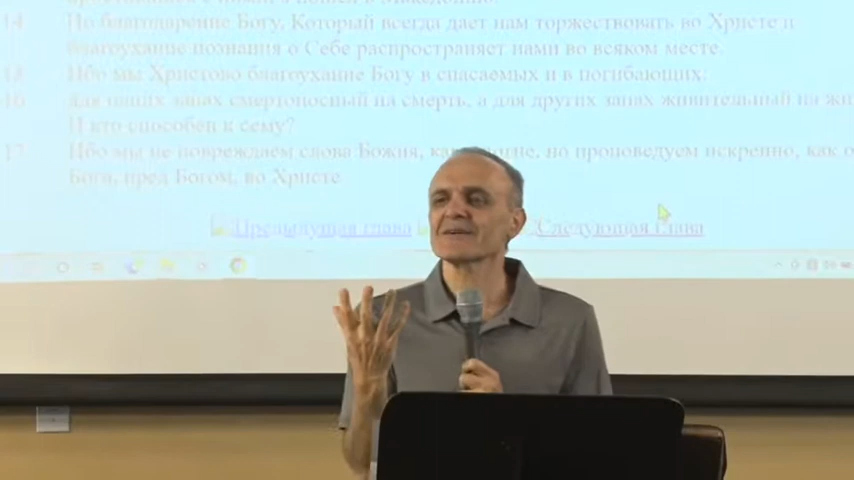 14 Но благодарение Богу, Который всегда дает нам торжествовать во Христе и
благоухание познания о Себе распространяет нами во всяком месте.
15 Ибо мы Христово благоухание Богу в спасаемых и в погибающих:
16 для одних запах смертоносный на смерть, а для других запах живительный на
И кто способен к сему?
17 Ибо мы не повреждаем слова Божия, но проповедуем искренно, как
Бога, пред Богом, во Христе.
Предыдущая глава Следующая глава